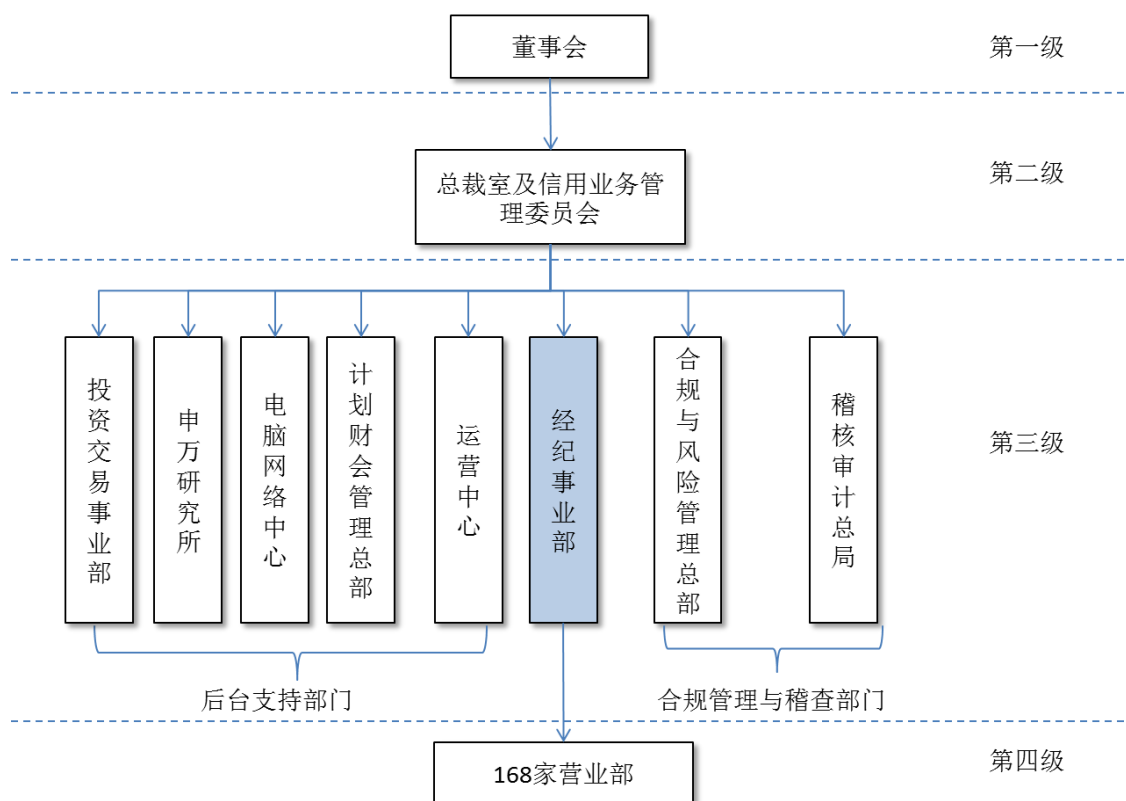 董事会
第一级
总裁室及信用业务管
理委员会
第二级
投资交易事业部
申万研究所
电脑网络中心
计划财会管理总部
运营中心
经纪事业部
合规与风险管理总部
稽核审计总局
第三级
后台支持部门
合规管理与稽查部门
168家营业部
第四级